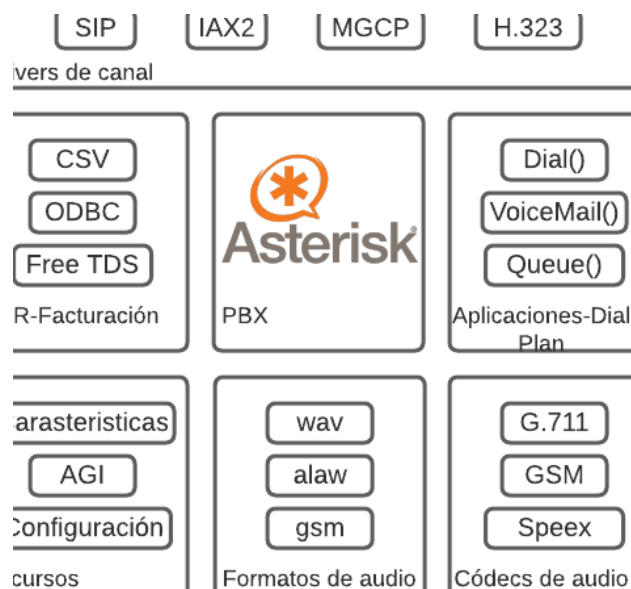 SIP IAX2 MGCP H.323
ivers de canal
CSV
ODBC
Free TDS
R-Facturación
Asterisk
PBX
Dial()
VoiceMail()
Queue()
Aplicaciones-Dial
Plan
arasteristicas
AGI
Configuración
cursos
wav
alaw
gsm
Formatos de audio
G.711
GSM
Speex
Códecs de audio